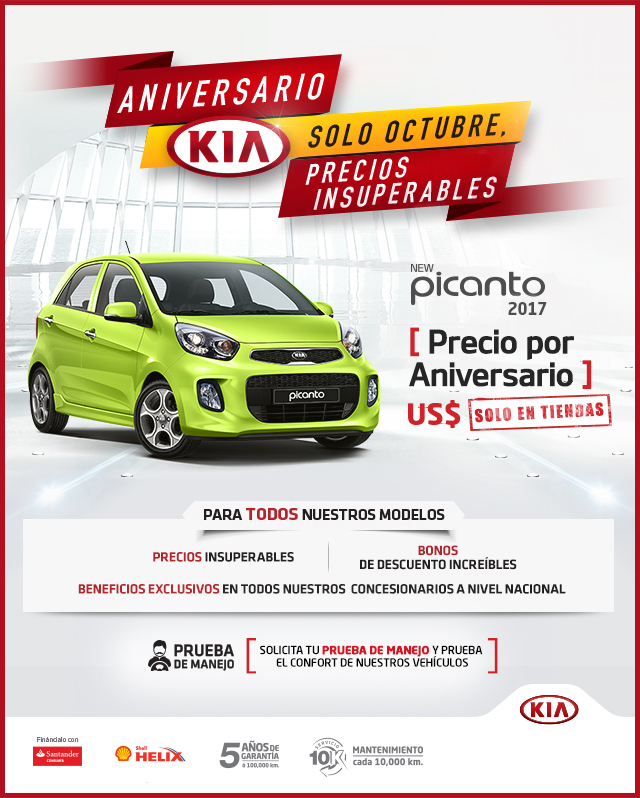 ANIVERSARIO
KIA
SOLO OCTUBRE,
PRECIOS
INSUPERABLES
NEW
picanto
2017
[ Precio por
Aniversario ]
US$ SOLO EN TIENDAS
KIA
picanto
PARA TODOS NUESTROS MODELOS
PRECIOS INSUPERABLES
BONOS
DE DESCUENTO INCREÍBLES
BENEFICIOS EXCLUSIVOS EN TODOS NUESTROS CONCESIONARIOS A NIVEL NACIONAL
PRUEBA
DE MANEJO
SOLICITA TU PRUEBA DE MANEJO Y PRUEBA
EL CONFORT DE NUESTROS VEHÍCULOS
KIA
Fináncialo con
Santander
CONSUMER
Shell
HELIX
5 AÑOS DE
GARANTÍA
ó 100,000 km.
SERVICIO
10K
MANTENIMIENTO
cada 10,000 km.